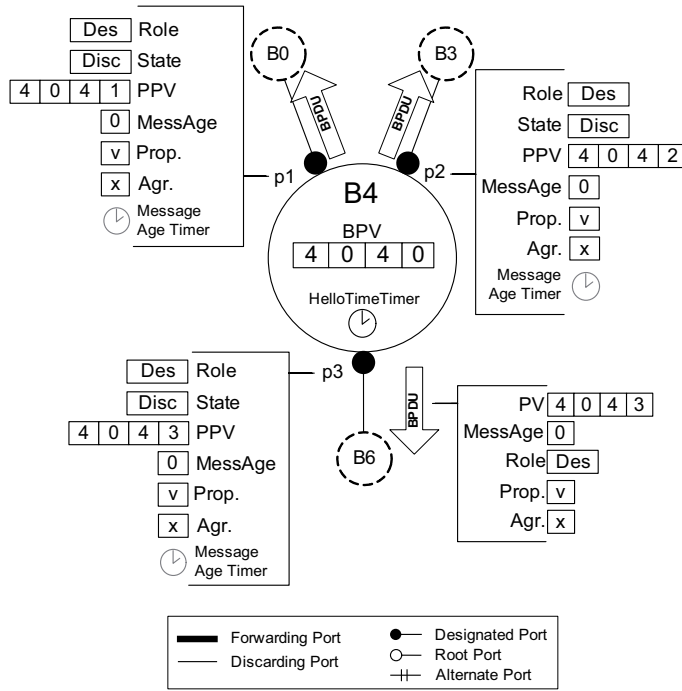 B0
B3
Des Role
Disc State
4 0 4 1 PPV
0 MessAge
v Prop.
x Agr.
Message
Age Timer
p1
BPDU
BPDU
p2
Role Des
State Disc
PPV 4 0 4 2
MessAge 0
Prop. v
Agr. x
Message
Age Timer
B4
BPV
4 0 4 0
HelloTimeTimer
p3
Des Role
Disc State
4 0 4 3 PPV
0 MessAge
v Prop.
x Agr.
Message
Age Timer
B6
BPDU
PV 4 0 4 3
MessAge 0
Role Des
Prop. v
Agr. x
Forwarding Port
Discarding Port
Designated Port
Root Port
Alternate Port